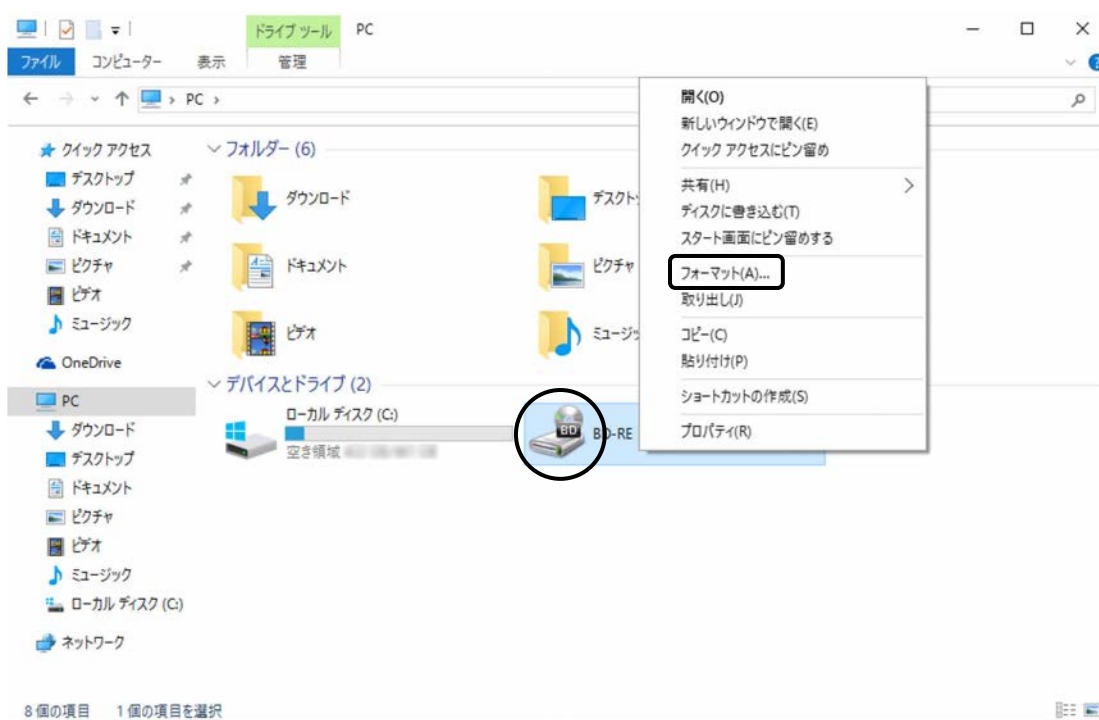 ドライブ ツール PC
ファイル コンピューター 表示 管理
PC
クイック アクセス
デスクトップ
ダウンロード
ドキュメント
ピクチャ
ビデオ
ミュージック
OneDrive
PC
ダウンロード
デスクトップ
ドキュメント
ピクチャ
ビデオ
ミュージック
ローカル ディスク (C:)
ネットワーク
フォルダー (6)
ダウンロード
ドキュメント
ピクチャ
ビデオ
デバイスとドライブ (2)
ローカル ディスク (C:)
空き領域
BD
BD-RE
開く(O)
新しいウィンドウで開く(E)
クイック アクセスにピン留め
共有(H)
ディスクに書き込む(T)
スタート画面にピン留めする
フォーマット(A)...
取り出し(J)
コピー(C)
貼り付け(P)
ショートカットの作成(S)
プロパティ(R)
8 個の項目 1 個の項目を選択